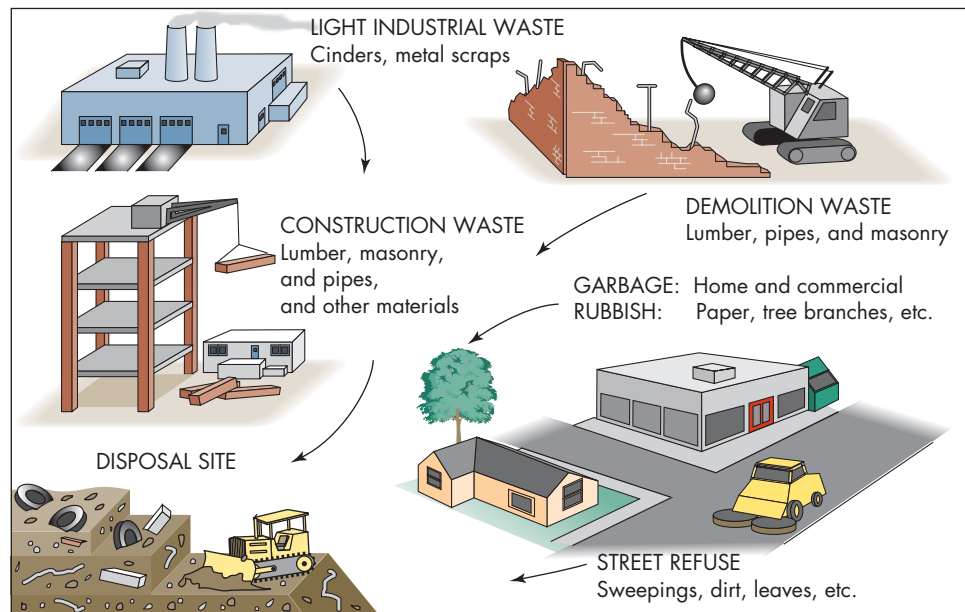 LIGHT INDUSTRIAL WASTE
Cinders, metal scraps
DEMOLITION WASTE
Lumber, pipes, and masonry
CONSTRUCTION WASTE
Lumber, masonry,
and pipes,
and other materials
GARBAGE: Home and commercial
RUBBISH: Paper, tree branches, etc.
DISPOSAL SITE
STREET REFUSE
Sweepings, dirt, leaves, etc.